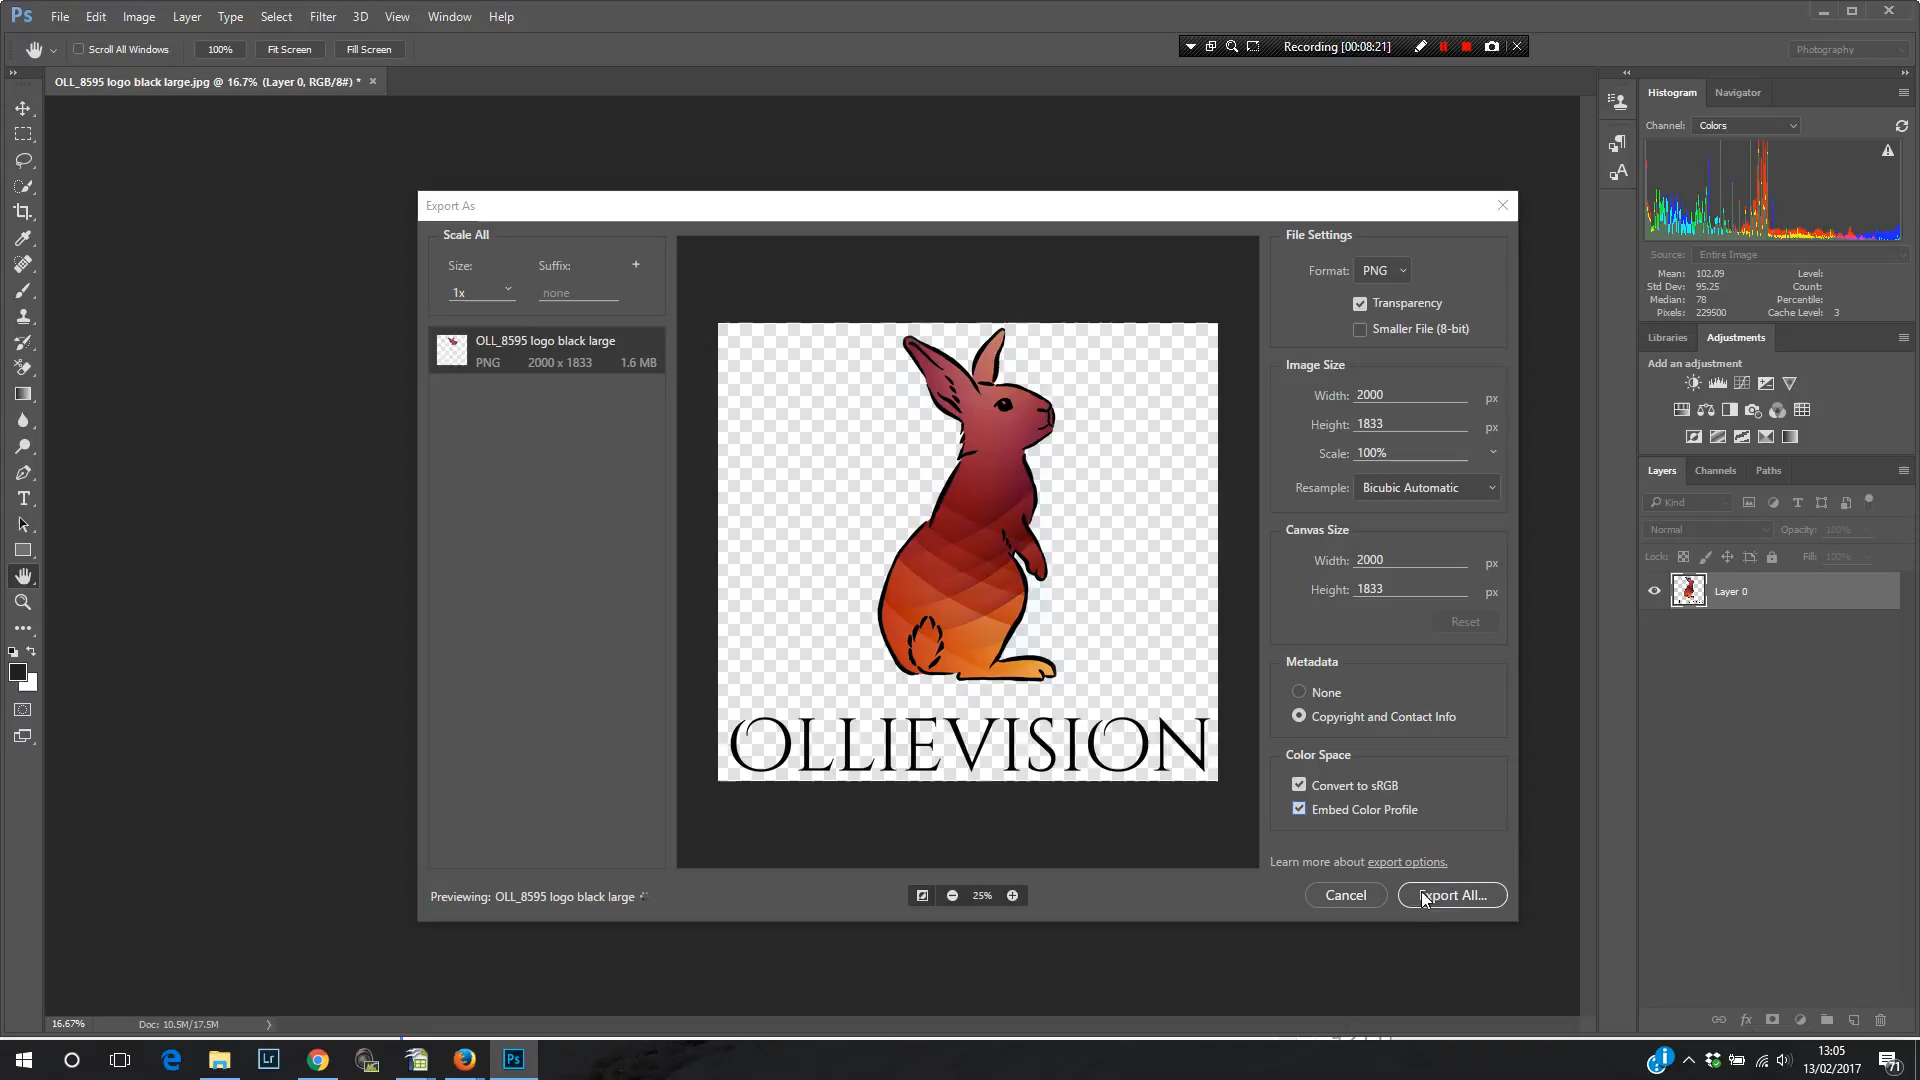 Ps File Edit Image Layer Type Select Filter 3D View Window Help
Scroll All Windows 100% Fit Screen Fill Screen
Recording [00:08:21]
Photography
OLL_8595 logo black large.jpg @ 16.7% (Layer 0, RGB/8#) *
Histogram Navigator
Channel: Colors
Source: Entire Image
Mean: 102.09 Level:
Std Dev: 95.25 Count:
Median: 78 Percentile:
Pixels: 229500 Cache Level: 3
Libraries Adjustments
Add an adjustment
Layers Channels Paths
Kind
Normal Opacity: 100%
Lock: Fill: 100%
Layer 0
Export As
Scale All
Size: Suffix:
1x none
OLL_8595 logo black large
PNG 2000 x 1833 1.6 MB
OLLIEVISION
File Settings
Format: PNG
Transparency
Smaller File (8-bit)
Image Size
Width: 2000 px
Height: 1833 px
Scale: 100%
Resample: Bicubic Automatic
Canvas Size
Width: 2000 px
Height: 1833 px
Reset
Metadata
None
Copyright and Contact Info
Color Space
Convert to sRGB
Embed Color Profile
Learn more about export options.
Previewing: OLL_8595 logo black large
25%
Cancel Export All...
16.67% Doc: 10.5M/17.5M
fx
Lr Ps
13:05
13/02/2017
71